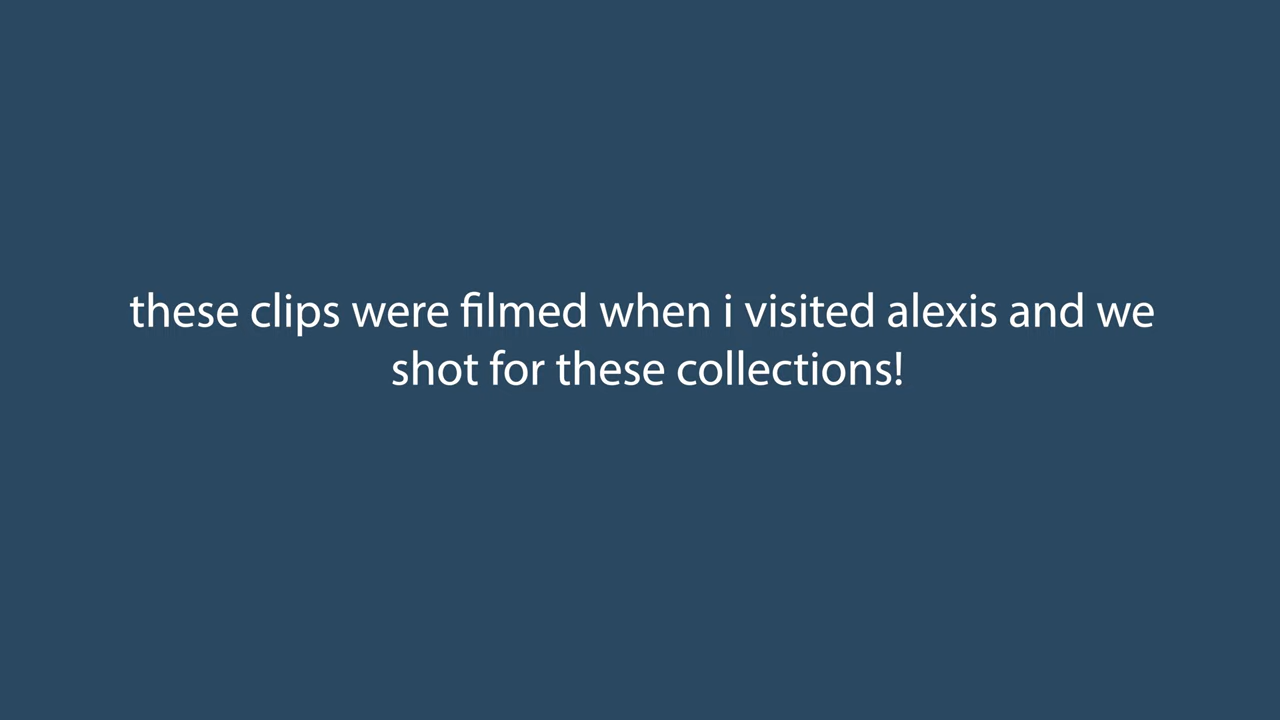 these clips were filmed when i visited alexis and we
shot for these collections!